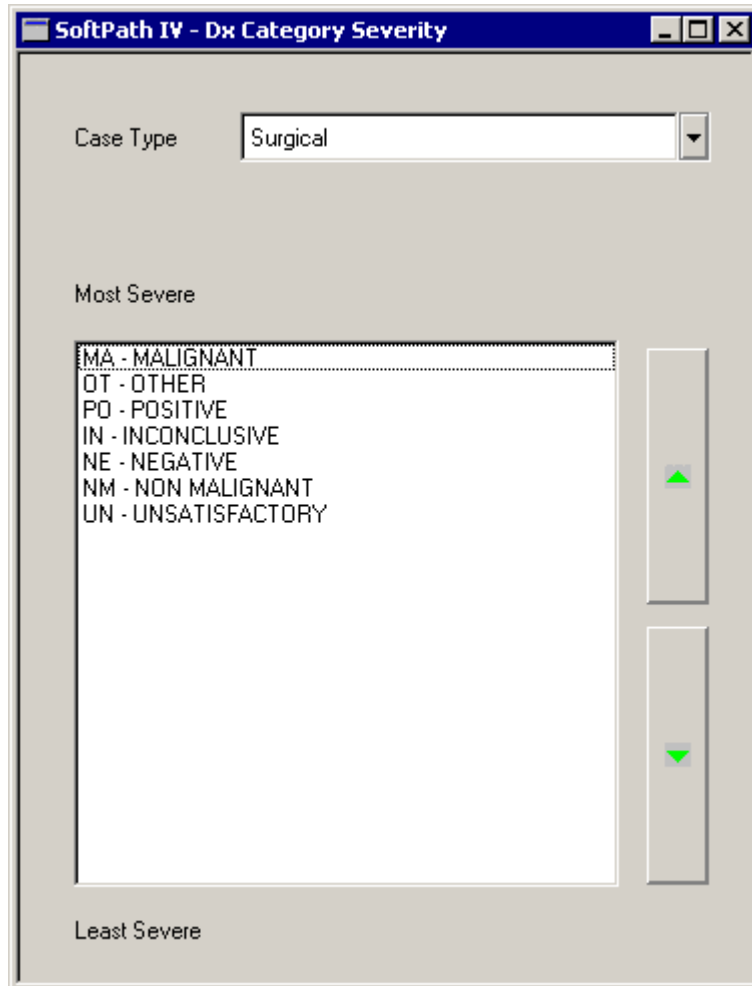 SoftPath IV - Dx Category Severity
Case Type Surgical
Most Severe
MA - MALIGNANT
OT - OTHER
PO - POSITIVE
IN - INCONCLUSIVE
NE - NEGATIVE
NM - NON MALIGNANT
UN - UNSATISFACTORY
Least Severe